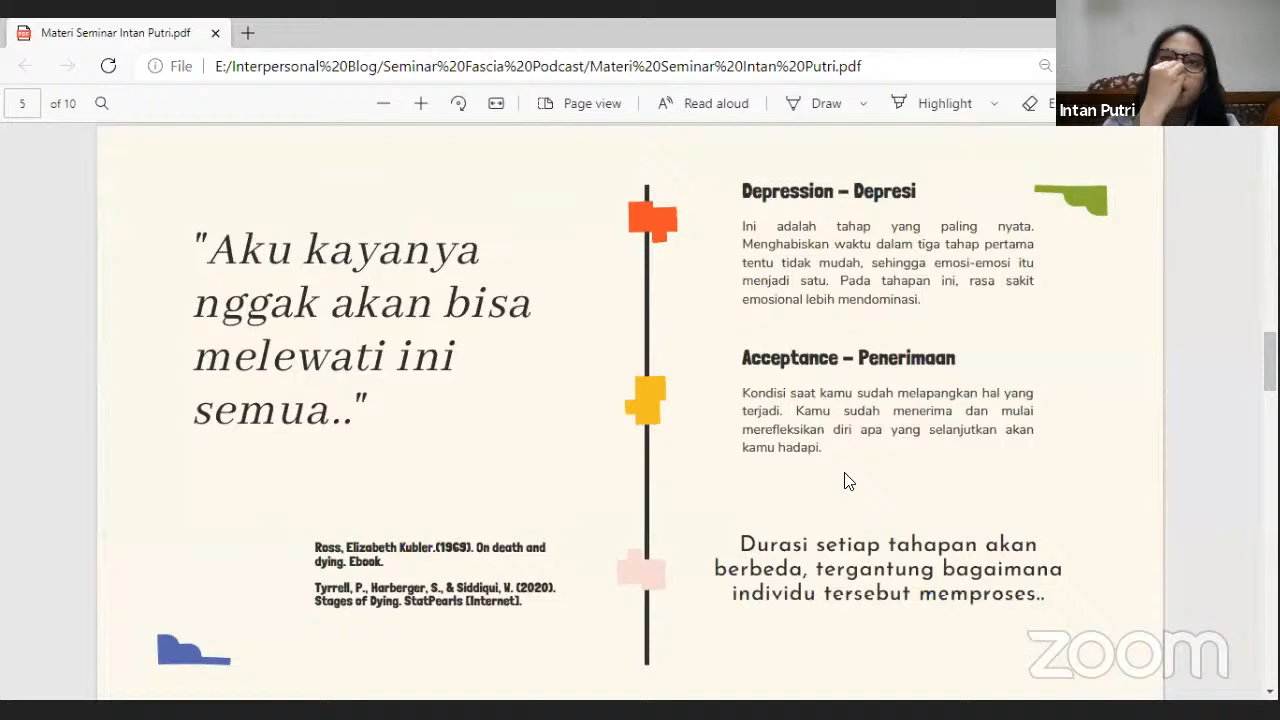 Materi Seminar Intan Putri.pdf
File
E:/Interpersonal%20Blog/Seminar%20Fascia%20Podcast/Materi%20Seminar%20Intan%20Putri.pdf
5 of 10
Page view
Read aloud
Draw
Highlight
Intan Putri
"Aku kayanya
nggak akan bisa
melewati ini
semua.."
Ross, Elizabeth Kubler.(1969). On death and
dying. Ebook.
Tyrrell, P., Harberger, S., & Siddiqui, W. (2020).
Stages of Dying. StatPearls [Internet].
Depression – Depresi
Ini adalah tahap yang paling nyata.
Menghabiskan waktu dalam tiga tahap pertama
tentu tidak mudah, sehingga emosi-emosi itu
menjadi satu. Pada tahapan ini, rasa sakit
emosional lebih mendominasi.
Acceptance – Penerimaan
Kondisi saat kamu sudah melapangkan hal yang
terjadi. Kamu sudah menerima dan mulai
merefleksikan diri apa yang selanjutkan akan
kamu hadapi.
Durasi setiap tahapan akan
berbeda, tergantung bagaimana
individu tersebut memproses..
zoom